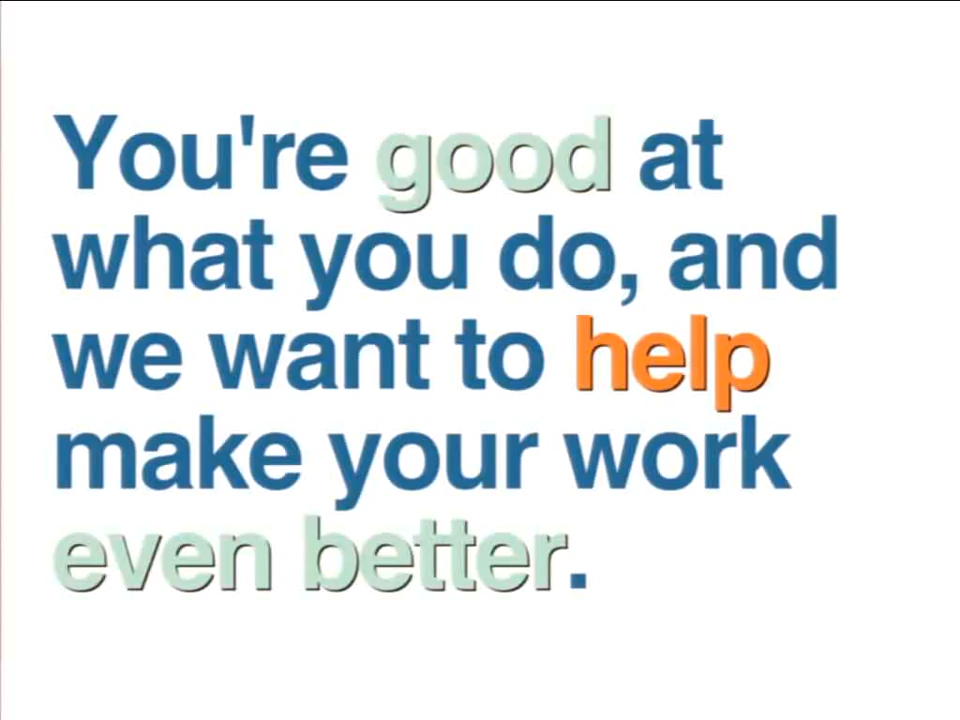 You're good at
what you do, and
we want to help
make your work
even better.